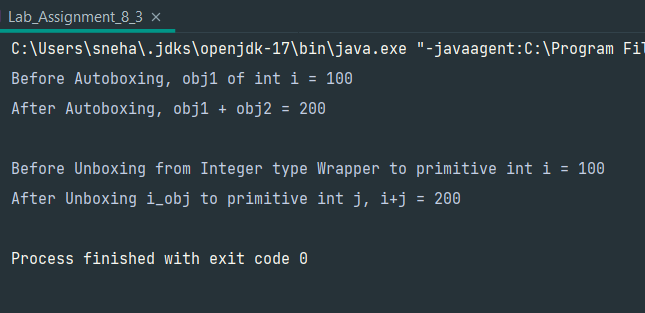 Lab_Assignment_8_3 ×
C:\Users\sneha\.jdks\openjdk-17\bin\java.exe "-javaagent:C:\Program Fil
Before Autoboxing, obj1 of int i = 100
After Autoboxing, obj1 + obj2 = 200
Before Unboxing from Integer type Wrapper to primitive int i = 100
After Unboxing i_obj to primitive int j, i+j = 200
Process finished with exit code 0